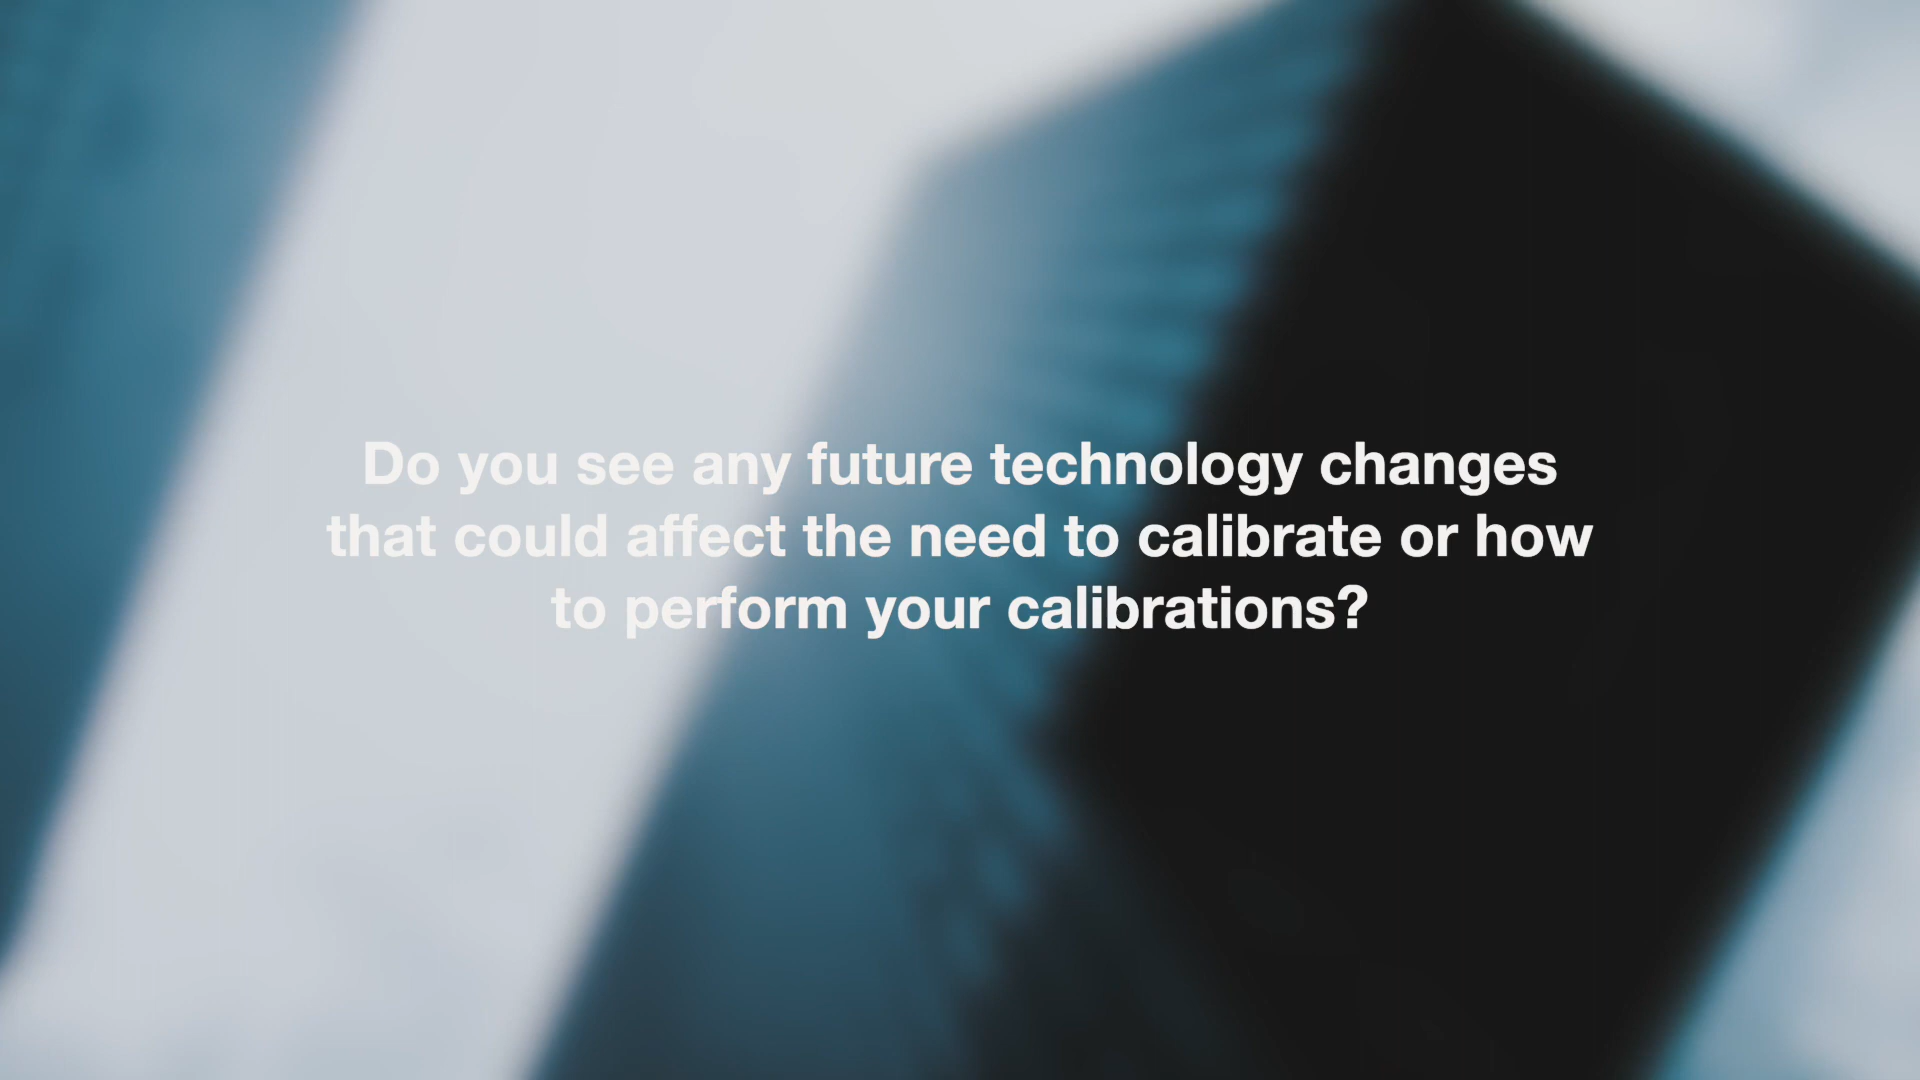 Do you see any future technology changes
that could affect the need to calibrate or how
to perform your calibrations?